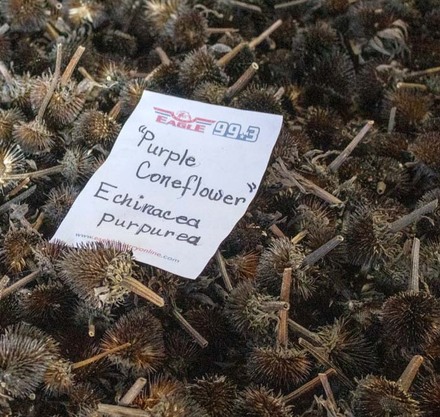 EAGLE 99.3
"Purple
Coneflower"
Echinacea
purpurea